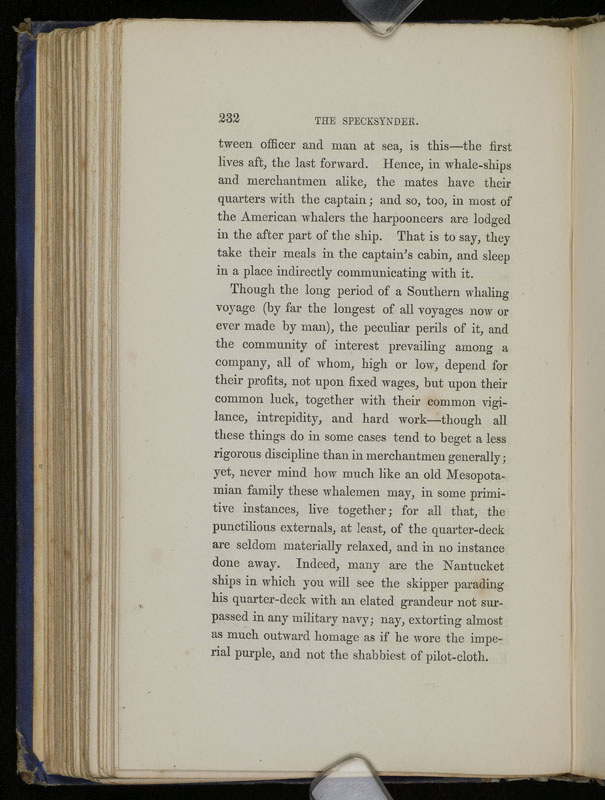 232 THE SPECKSYNDER.
tween officer and man at sea, is this—the first
lives aft, the last forward. Hence, in whale-ships
and merchantmen alike, the mates have their
quarters with the captain; and so, too, in most of
the American whalers the harpooneers are lodged
in the after part of the ship. That is to say, they
take their meals in the captain's cabin, and sleep
in a place indirectly communicating with it.
Though the long period of a Southern whaling
voyage (by far the longest of all voyages now or
ever made by man), the peculiar perils of it, and
the community of interest prevailing among a
company, all of whom, high or low, depend for
their profits, not upon fixed wages, but upon their
common luck, together with their common vigi-
lance, intrepidity, and hard work—though all
these things do in some cases tend to beget a less
rigorous discipline than in merchantmen generally;
yet, never mind how much like an old Mesopota-
mian family these whalemen may, in some primi-
tive instances, live together; for all that, the
punctilious externals, at least, of the quarter-deck
are seldom materially relaxed, and in no instance
done away. Indeed, many are the Nantucket
ships in which you will see the skipper parading
his quarter-deck with an elated grandeur not sur-
passed in any military navy; nay, extorting almost
as much outward homage as if he wore the impe-
rial purple, and not the shabbiest of pilot-cloth.